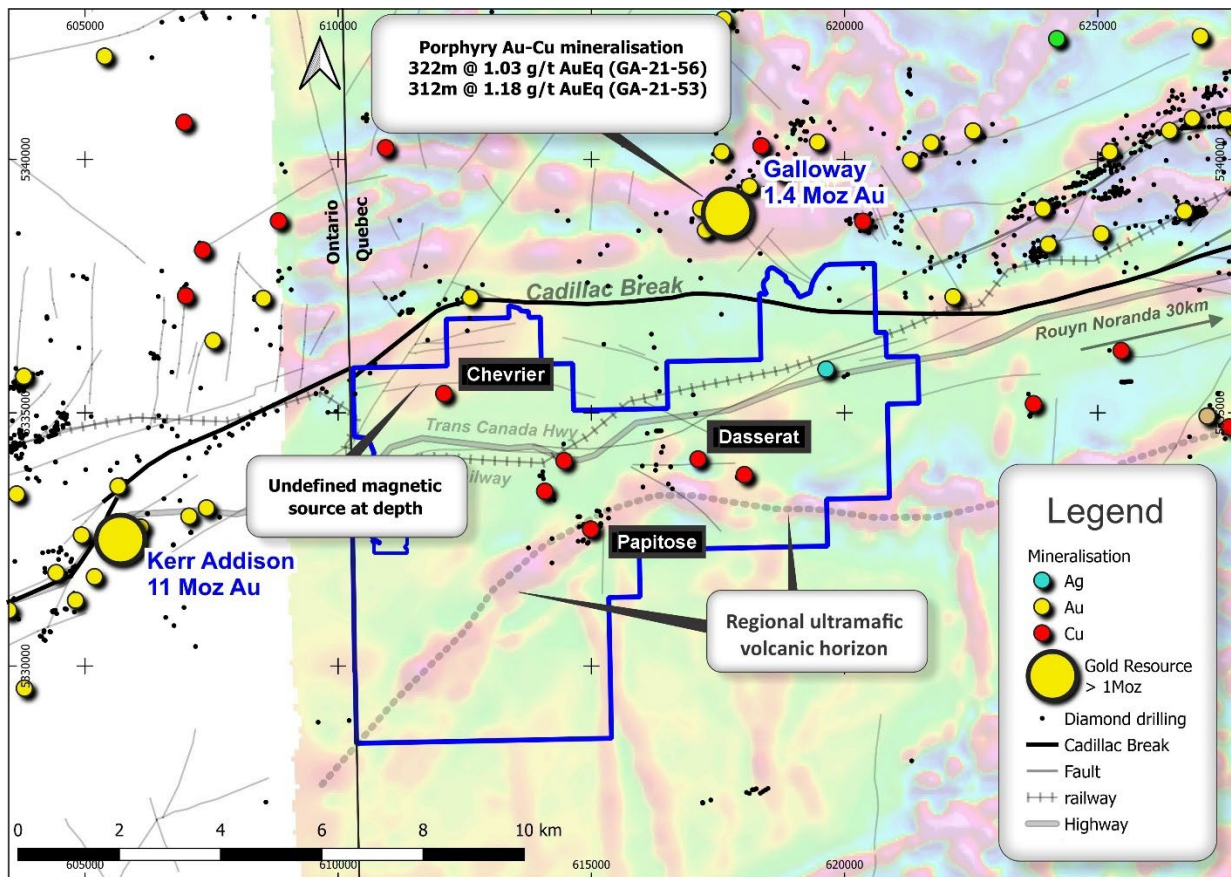 605000
610000
620000
625000
Porphyry Au-Cu mineralisation
322m @ 1.03 g/t AuEq (GA-21-56)
312m @ 1.18 g/t AuEq (GA-21-53)
5340000
5340000
Galloway
1.4 Moz Au
Ontario
Quebec
Cadillac Break
Rouyn Noranda 30km
Chevrier
5335000
Trans Canada Hwy
Dasserat
Undefined magnetic
source at depth
Papitose
Kerr Addison
11 Moz Au
Regional ultramafic
volcanic horizon
5330000
Legend
Mineralisation
Ag
Au
Cu
Gold Resource
> 1Moz
Diamond drilling
Cadillac Break
Fault
railway
Highway
0 2 4 6 8 10 km
605000
610000
615000
620000